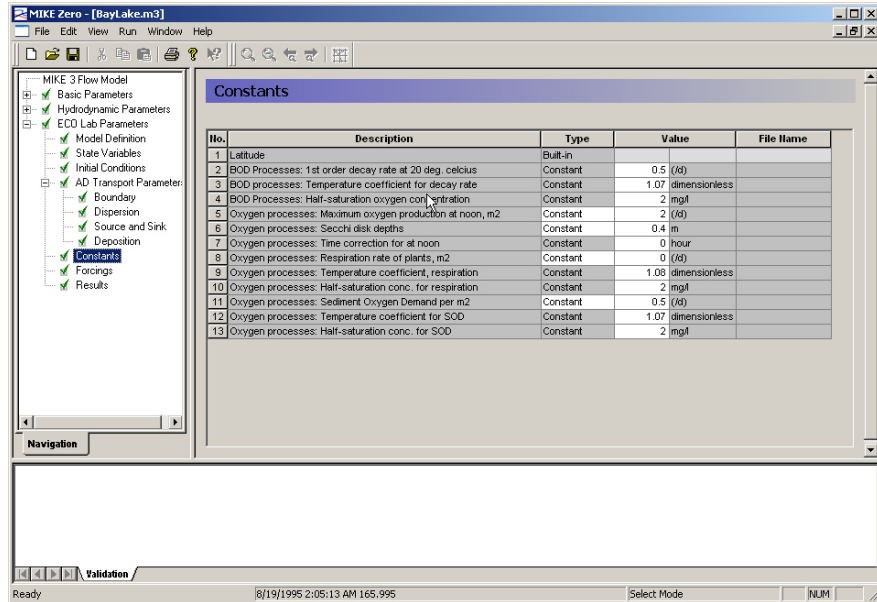 MIKE Zero - [BayLake.m3]
File Edit View Run Window Help
MIKE 3 Flow Model
Basic Parameters
Hydrodynamic Parameters
ECO Lab Parameters
Model Definition
State Variables
Initial Conditions
AD Transport Parameter
Boundary
Dispersion
Source and Sink
Deposition
Constants
Forcings
Results
Navigation
Constants
No. Description Type Value File Name
1 Latitude Built-in
2 BOD Processes: 1st order decay rate at 20 deg. celcius Constant 0.5 (/d)
3 BOD Processes: Temperature coefficient for decay rate Constant 1.07 dimensionless
4 BOD Processes: Half-saturation oxygen concentration Constant 2 mg/l
5 Oxygen processes: Maximum oxygen production at noon, m2 Constant 2 (/d)
6 Oxygen processes: Secchi disk depths Constant 0.4 m
7 Oxygen processes: Time correction for at noon Constant 0 hour
8 Oxygen processes: Respiration rate of plants, m2 Constant 0 (/d)
9 Oxygen processes: Temperature coefficient, respiration Constant 1.08 dimensionless
10 Oxygen processes: Half-saturation conc. for respiration Constant 2 mg/l
11 Oxygen processes: Sediment Oxygen Demand per m2 Constant 0.5 (/d)
12 Oxygen processes: Temperature coefficient for SOD Constant 1.07 dimensionless
13 Oxygen processes: Half-saturation conc. for SOD Constant 2 mg/l
Validation
Ready 8/19/1995 2:05:13 AM 165.995 Select Mode NUM